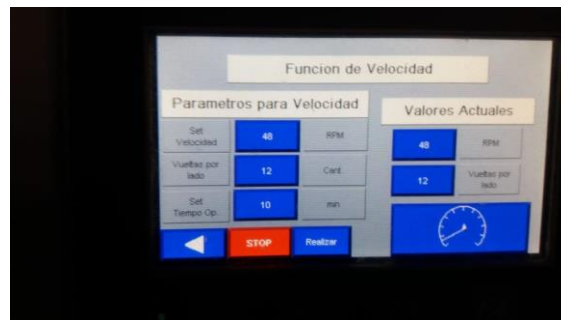 Funcion de Velocidad
Parametros para Velocidad
Valores Actuales
Set
Velocidad
48
RPM
48
RPM
Vueltas por
lado
12
Cant.
12
Vueltas por
lado
Set
Tiempo Op.
10
min
STOP
Realizar